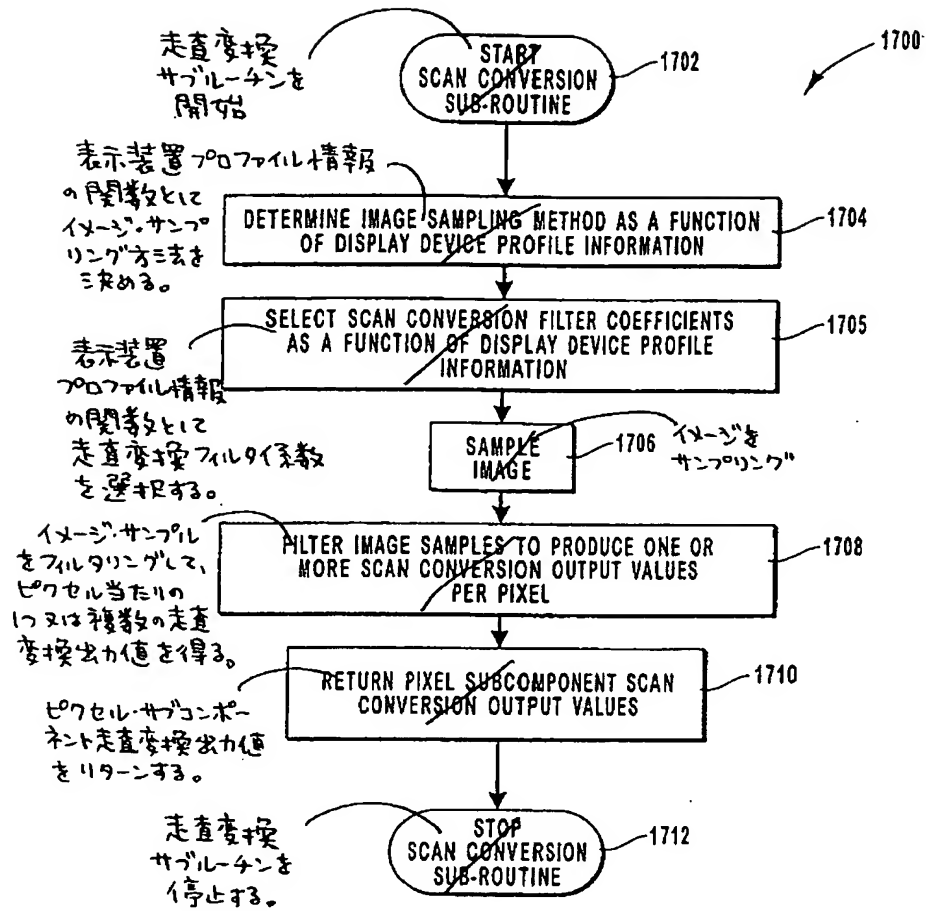 走査変換
サブルーチンを
開始
START
SCAN CONVERSION
SUB-ROUTINE
1702
1700
表示装置プロファイル情報
の関数として
イメージ・サンプ
リング方法を
決める。
DETERMINE IMAGE SAMPLING METHOD AS A FUNCTION
OF DISPLAY DEVICE PROFILE INFORMATION
1704
SELECT SCAN CONVERSION FILTER COEFFICIENTS
AS A FUNCTION OF DISPLAY DEVICE PROFILE
INFORMATION
1705
表示装置
プロファイル情報
の関数として
走査変換フィルタ係数
を選択する。
SAMPLE
IMAGE
1706
イメージを
サンプリング
イメージ・サンプル
をフィルタリングして、
ピクセル当たりの
1つ又は複数の走査
変換出力値を得る。
FILTER IMAGE SAMPLES TO PRODUCE ONE OR
MORE SCAN CONVERSION OUTPUT VALUES
PER PIXEL
1708
RETURN PIXEL SUBCOMPONENT SCAN
CONVERSION OUTPUT VALUES
1710
ピクセル・サブコンポー
ネント走査変換出力値
をリターンする。
走査変換
サブルーチンを
停止する。
STOP
SCAN CONVERSION
SUB-ROUTINE
1712